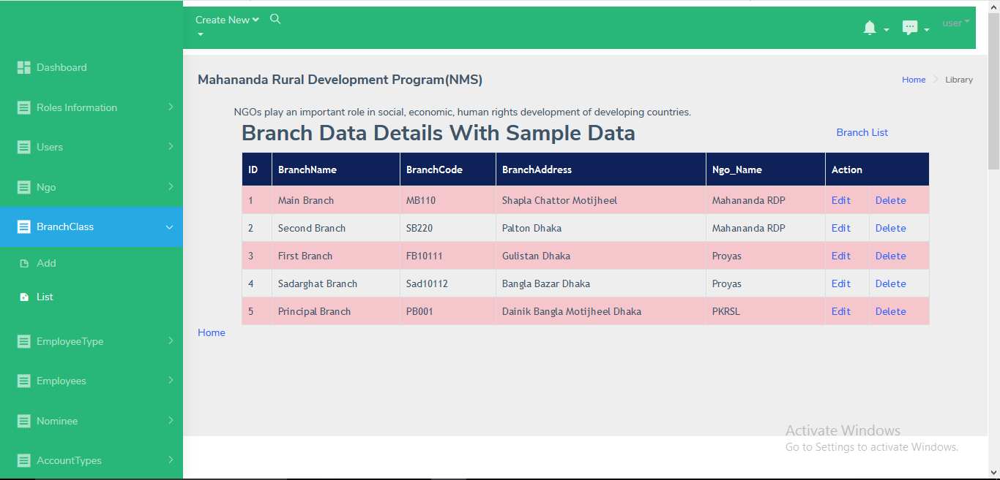 Create New
user
Dashboard
Roles Information
Users
Ngo
BranchClass
Add
List
EmployeeType
Employees
Nominee
AccountTypes
Mahananda Rural Development Program(NMS)
Home Library
NGOs play an important role in social, economic, human rights development of developing countries.
Branch Data Details With Sample Data
Branch List
ID BranchName BranchCode BranchAddress Ngo_Name Action
1 Main Branch MB110 Shapla Chattor Motijheel Mahananda RDP Edit Delete
2 Second Branch SB220 Palton Dhaka Mahananda RDP Edit Delete
3 First Branch FB10111 Gulistan Dhaka Proyas Edit Delete
4 Sadarghat Branch Sad10112 Bangla Bazar Dhaka Proyas Edit Delete
5 Principal Branch PB001 Dainik Bangla Motijheel Dhaka PKRSL Edit Delete
Home
Activate Windows
Go to Settings to activate Windows.